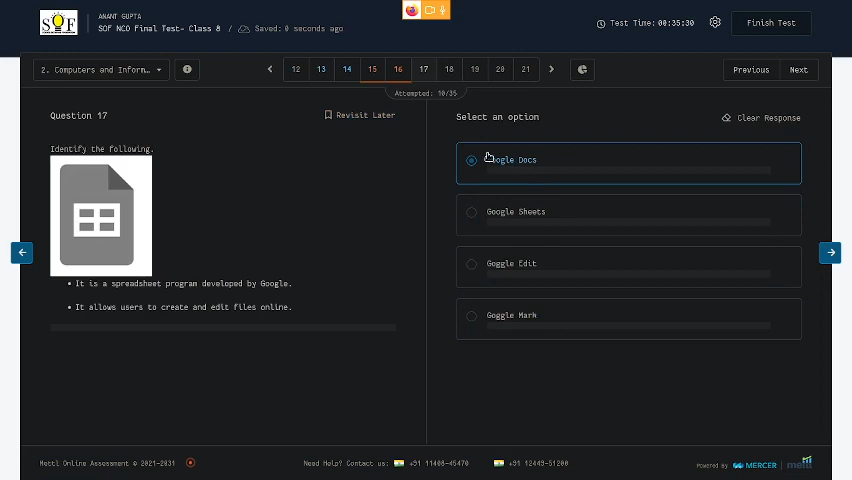 SOF
ANANT GUPTA
SOF NCO Final Test- Class 8
Saved: 0 seconds ago
Test Time: 00:35:30
Finish Test
2. Computers and Inform...
12 13 14 15 16 17 18 19 20 21
Previous
Next
Attempted: 10/35
Question 17
Revisit Later
Identify the following.
• It is a spreadsheet program developed by Google.
• It allows users to create and edit files online.
Select an option
Clear Response
Google Docs
Google Sheets
Goggle Edit
Goggle Mark
Mettl Online Assessment © 2021-2031
Need Help? Contact us:
+91 11408-45470
+91 12449-51200
Powered by
MERCER
mettl